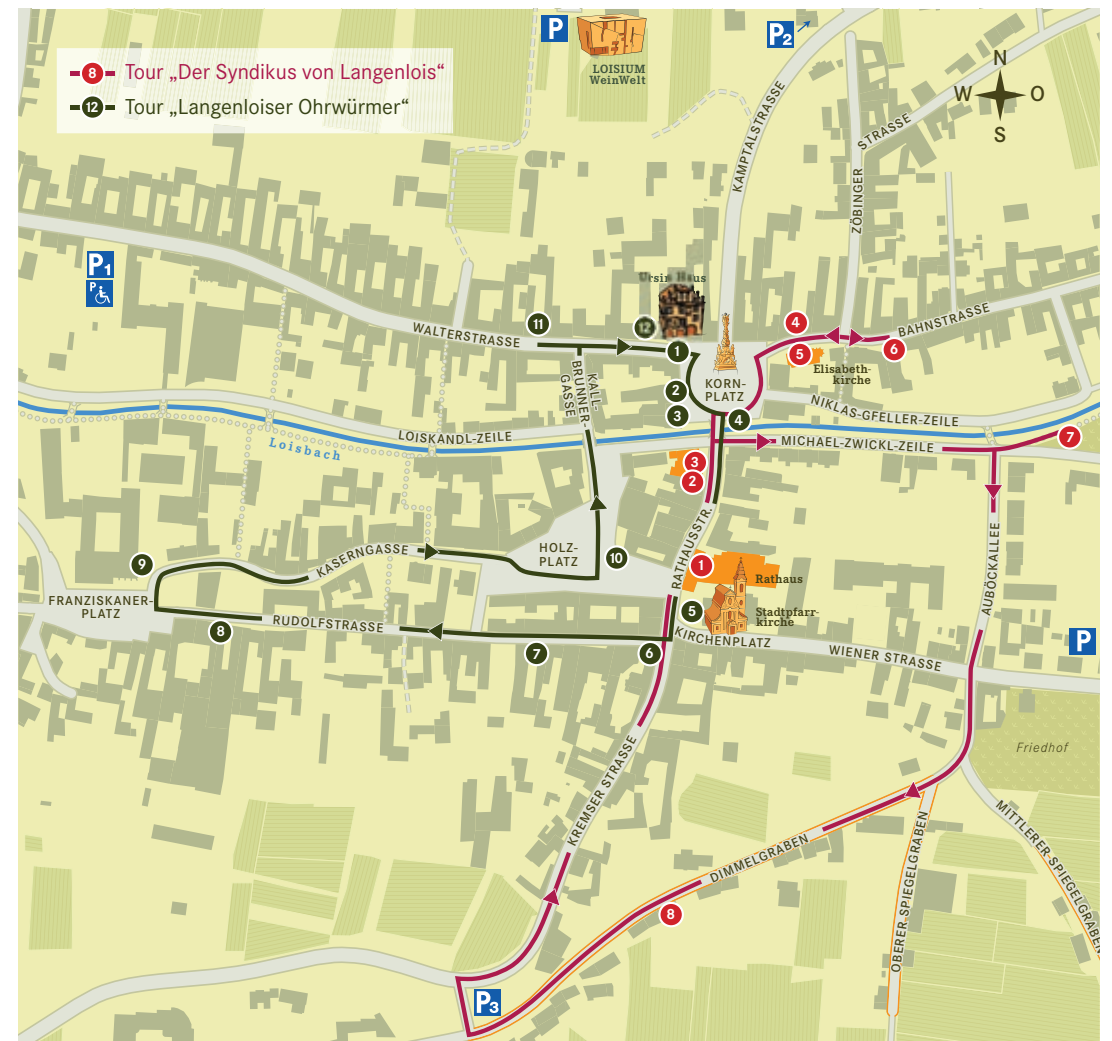 8 Tour „Der Syndikus von Langenlois“
12 Tour „Langenloiser Ohrwürmer“
P
LOISIUM
WeinWelt
P2
N
W O
S
KAMPTALSTRASSE
ZÖBINGER STRASSE
P1
P
Ursin Haus
12
11
WALTERSTRASSE
1
4
5
6
BAHNSTRASSE
Elisabeth-
kirche
KALL-
BRUNNER-
GASSE
2
3
KORN-
PLATZ
4
NIKLAS-GFELLER-ZEILE
LOISKANDL-ZEILE
Loisbach
MICHAEL-ZWICKL-ZEILE
7
3
2
RATHAUSSTR.
AUBÖCKALLEE
9
KASERNGASSE
HOLZ-
PLATZ
10
1
Rathaus
FRANZISKANER-
PLATZ
5
Stadtpfarr-
kirche
8
RUDOLFSTRASSE
7
6
KIRCHENPLATZ
WIENER STRASSE
P
Friedhof
KREMSER STRASSE
DIMMELGRABEN
8
OBERER SPIEGELGRABEN
MITTLERER SPIEGELGRABEN
P3